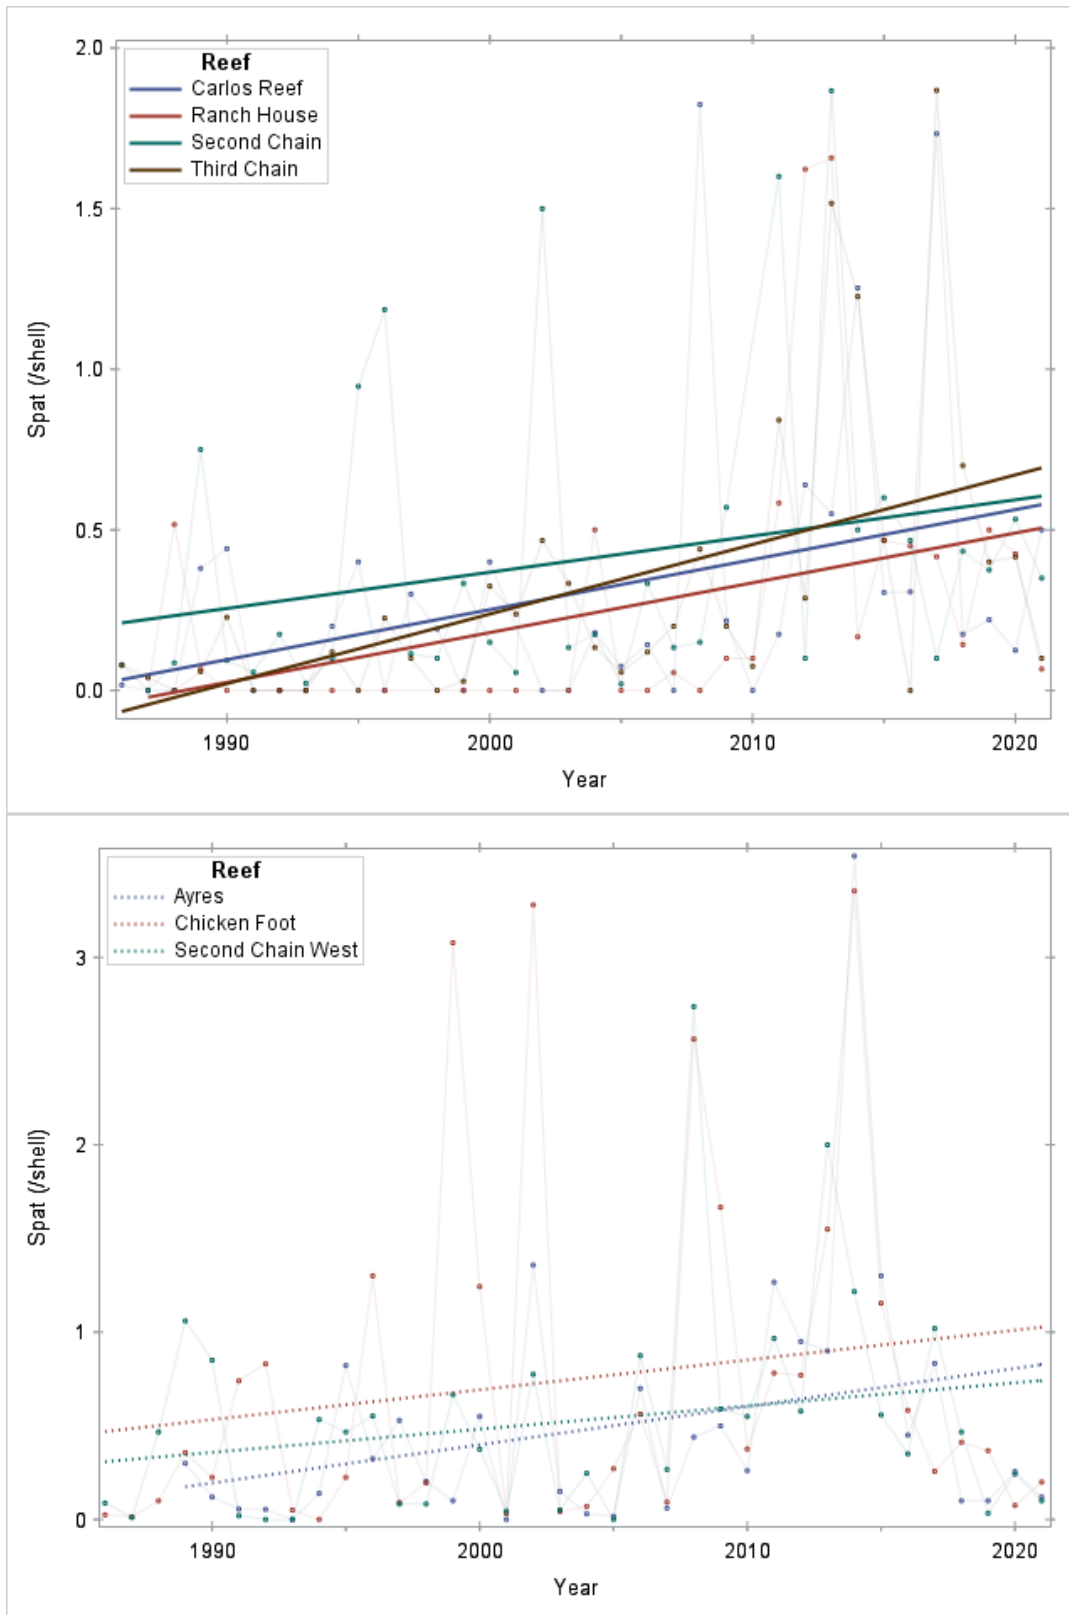 Reef
Carlos Reef
Ranch House
Second Chain
Third Chain
2.0
1.5
1.0
0.5
0.0
Spat (/shell)
1990 2000 2010 2020
Year
Reef
Ayres
Chicken Foot
Second Chain West
3
2
1
0
Spat (/shell)
1990 2000 2010 2020
Year